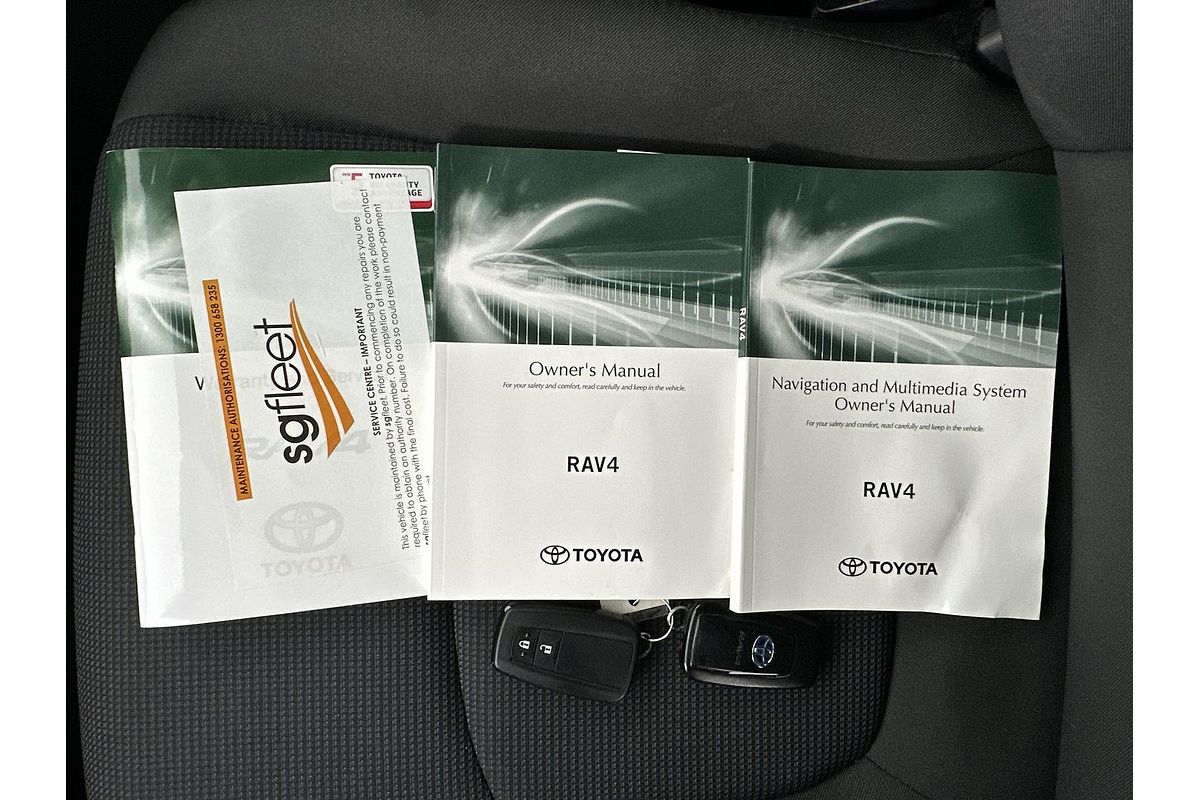 TOYOTA
MAINTENANCE AUTHORISATIONS: 1300 658 235
sgfleet
SERVICE CENTRE – IMPORTANT
This vehicle is maintained by sgfleet. Prior to commencing any repairs you are
required to obtain an authority number. On completion of the work please contact
sgfleet by phone with the final cost. Failure to do so could result in non-payment
RAV4
TOYOTA
Owner's Manual
For your safety and comfort, read carefully and keep in the vehicle.
RAV4
TOYOTA
RAV4
Navigation and Multimedia System
Owner's Manual
For your safety and comfort, read carefully and keep in the vehicle.
RAV4
TOYOTA